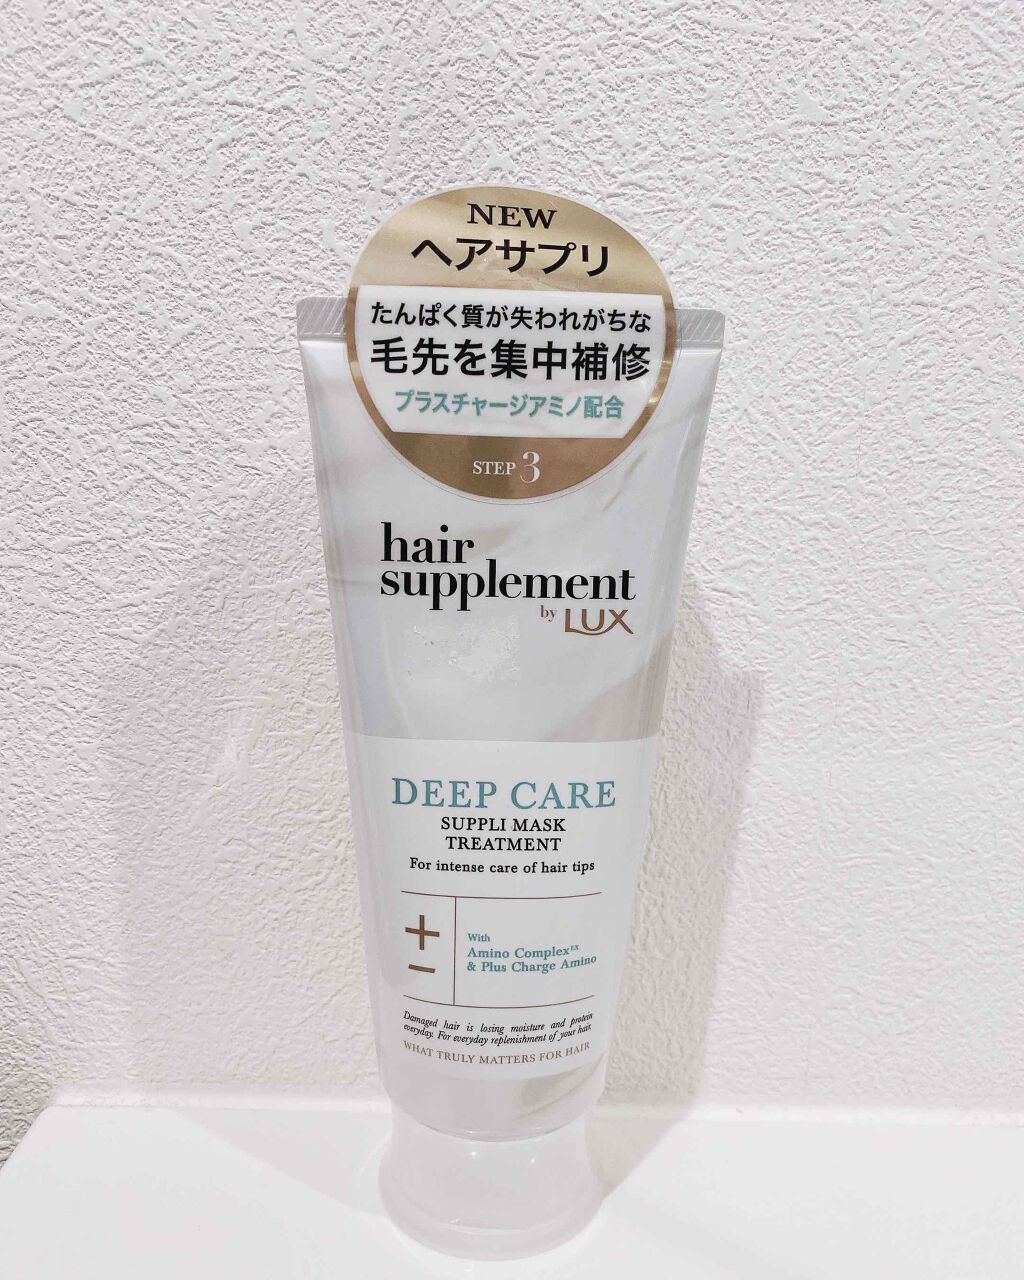 NEW
ヘアサプリ
たんぱく質が失われがちな
毛先を集中補修
プラスチャージアミノ配合
STEP 3
hair
supplement
by LUX
DEEP CARE
SUPPLI MASK
TREATMENT
For intense care of hair tips
+
−
With
Amino Complex EX
& Plus Charge Amino
Damaged hair is losing moisture and protein
everyday. For everyday replenishment of your hair.
WHAT TRULY MATTERS FOR HAIR